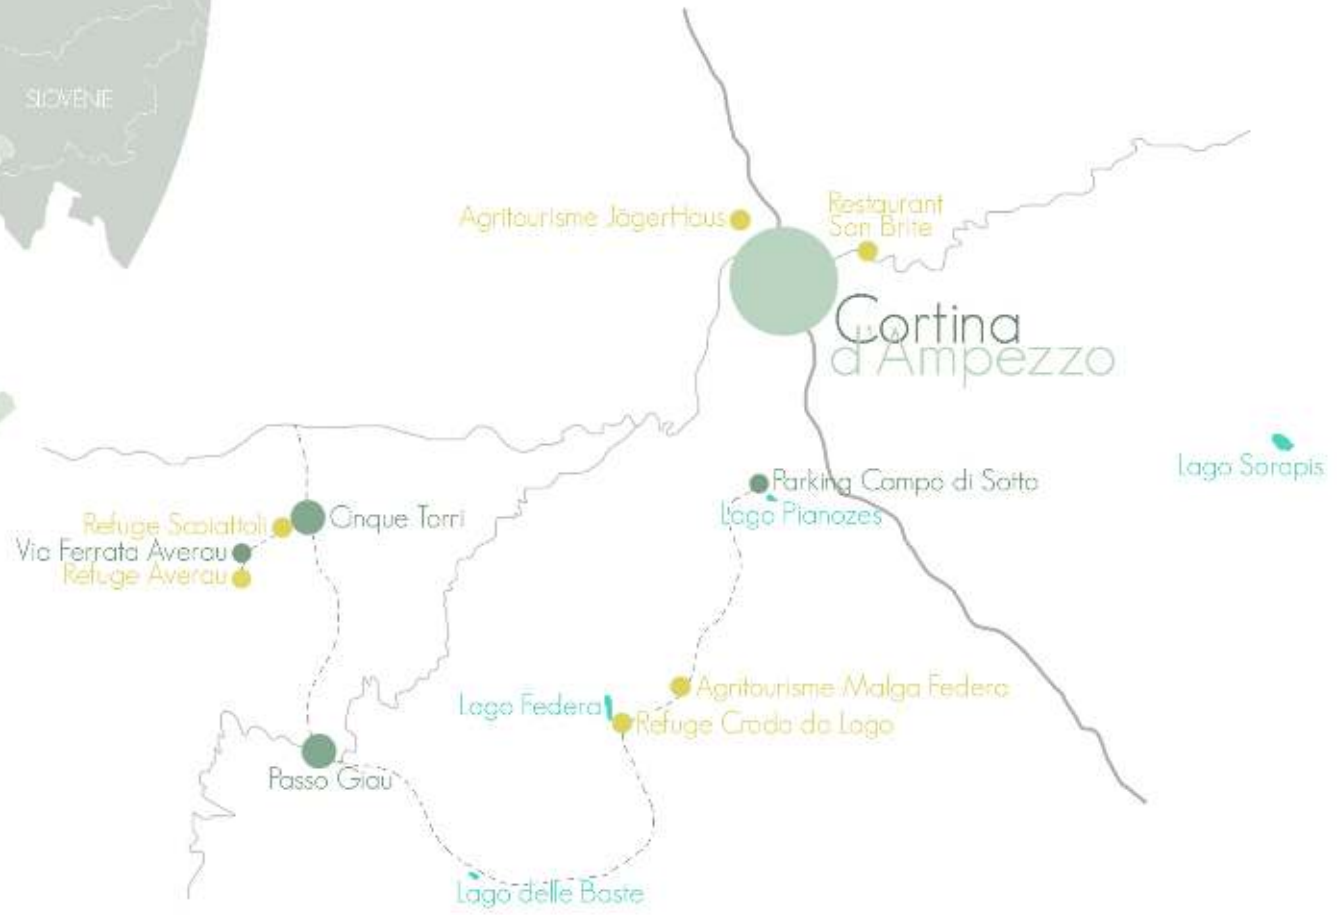 SLOVÉNIE
Agritourisme JägerHaus
Restaurant
San Brite
Cortina
d'Ampezzo
Lago Sorapis
Parking Campo di Sotto
Lago Pianozes
Refuge Scoiattoli
Cinque Torri
Via Ferrata Averau
Refuge Averau
Agritourisme Malga Federa
Lago Federa
Refuge Croda da Lago
Passo Giau
Lago delle Baste